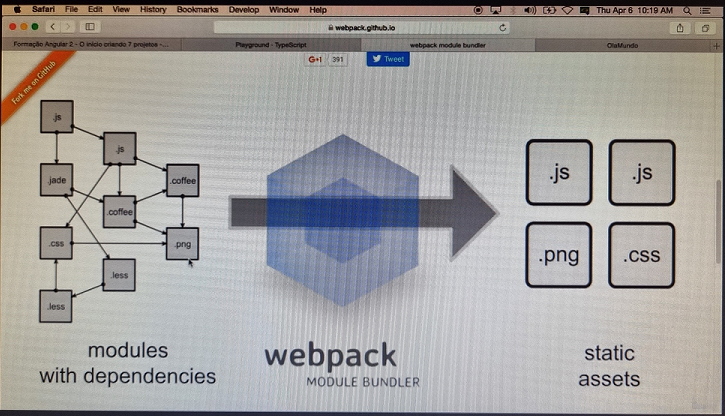 Safari File Edit View History Bookmarks Develop Window Help
Thu Apr 6 10:19 AM
webpack.github.io
Formação Angular 2 - O início criando 7 projetos -...
Playground · TypeScript
webpack module bundler
OlaMundo
Fork me on GitHub
G+1 391
Tweet
.js
.js
.jade
.coffee
.coffee
.css
.png
.less
.less
.js
.js
.png
.css
modules
with dependencies
webpack
MODULE BUNDLER
static
assets